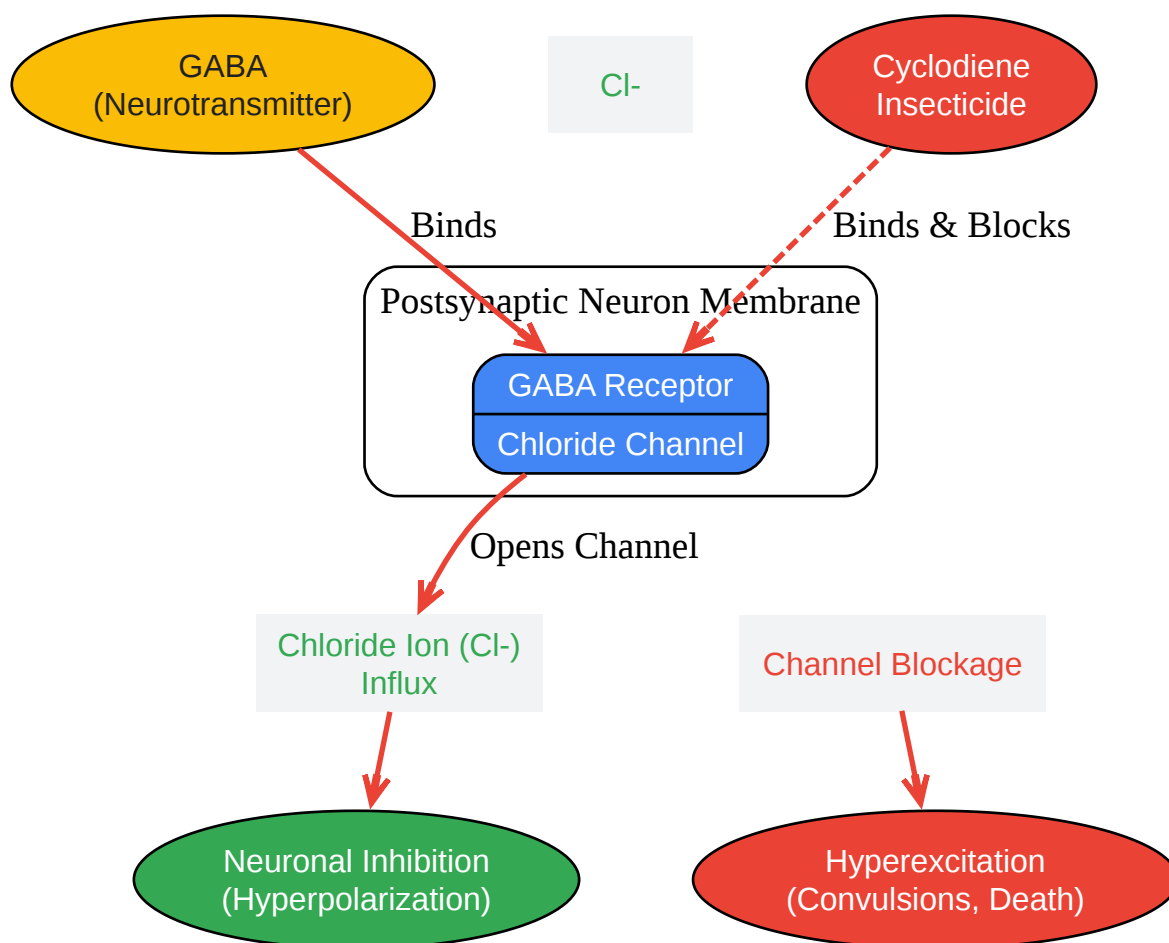 GABA
(Neurotransmitter)
Cl-
Cyclodiene
Insecticide
Binds
Binds & Blocks
Postsynaptic Neuron Membrane
GABA Receptor
Chloride Channel
Opens Channel
Chloride Ion (Cl-)
Influx
Channel Blockage
Neuronal Inhibition
(Hyperpolarization)
Hyperexcitation
(Convulsions, Death)